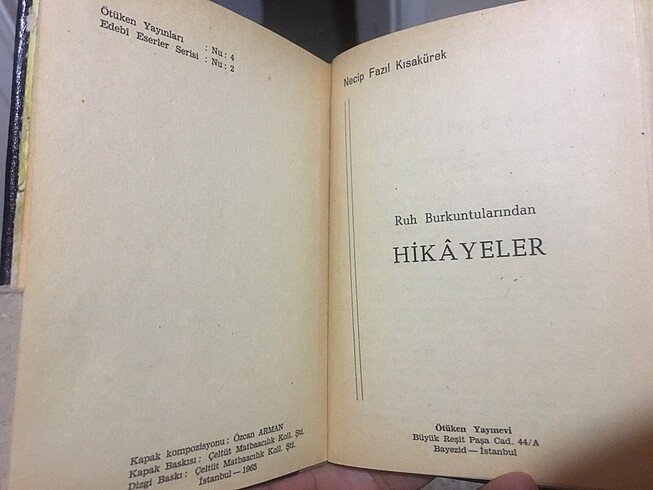 Ötüken Yayınları : Nu: 4
Edebi Eserler Serisi : Nu: 2
Kapak kompozisyonu: Özcan ARMAN
Kapak Baskısı: Çeltüt Matbaacılık Koll. Şti.
Dizgi Baskı: Çeltüt Matbaacılık Koll. Şti.
İstanbul — 1965
Necip Fazıl Kısakürek
Ruh Burkuntularından
HİKÂYELER
Ötüken Yayınevi
Büyük Reşit Paşa Cad. 44/A
Bayezid — İstanbul